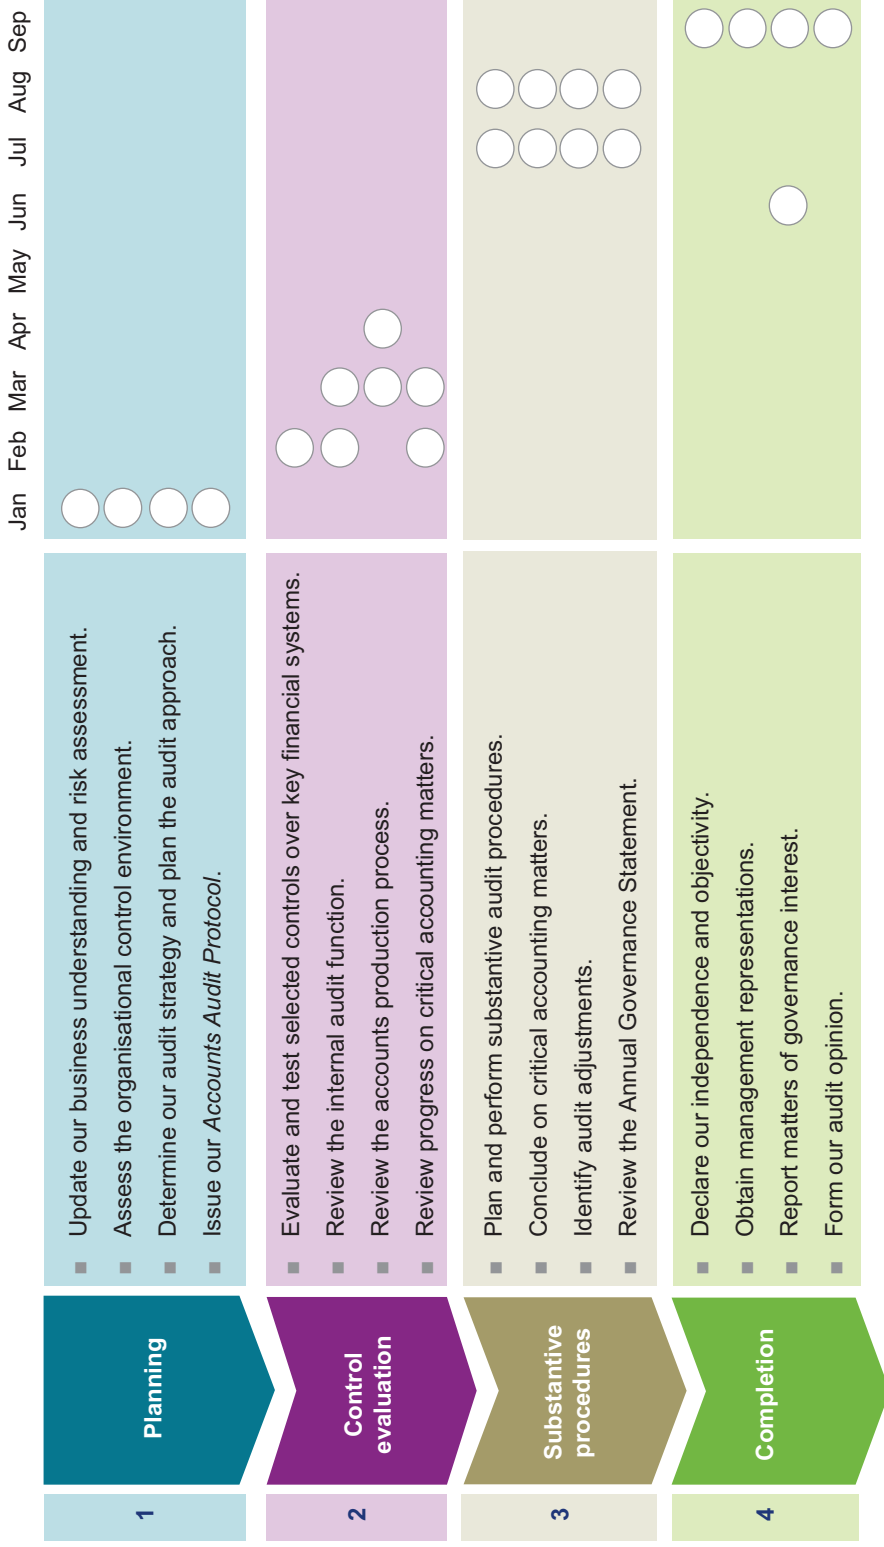 Jan Feb Mar Apr May Jun Jul Aug Sep
1
Planning
Update our business understanding and risk assessment.
Assess the organisational control environment.
Determine our audit strategy and plan the audit approach.
Issue our Accounts Audit Protocol.
2
Control
evaluation
Evaluate and test selected controls over key financial systems.
Review the internal audit function.
Review the accounts production process.
Review progress on critical accounting matters.
3
Substantive
procedures
Plan and perform substantive audit procedures.
Conclude on critical accounting matters.
Identify audit adjustments.
Review the Annual Governance Statement.
4
Completion
Declare our independence and objectivity.
Obtain management representations.
Report matters of governance interest.
Form our audit opinion.